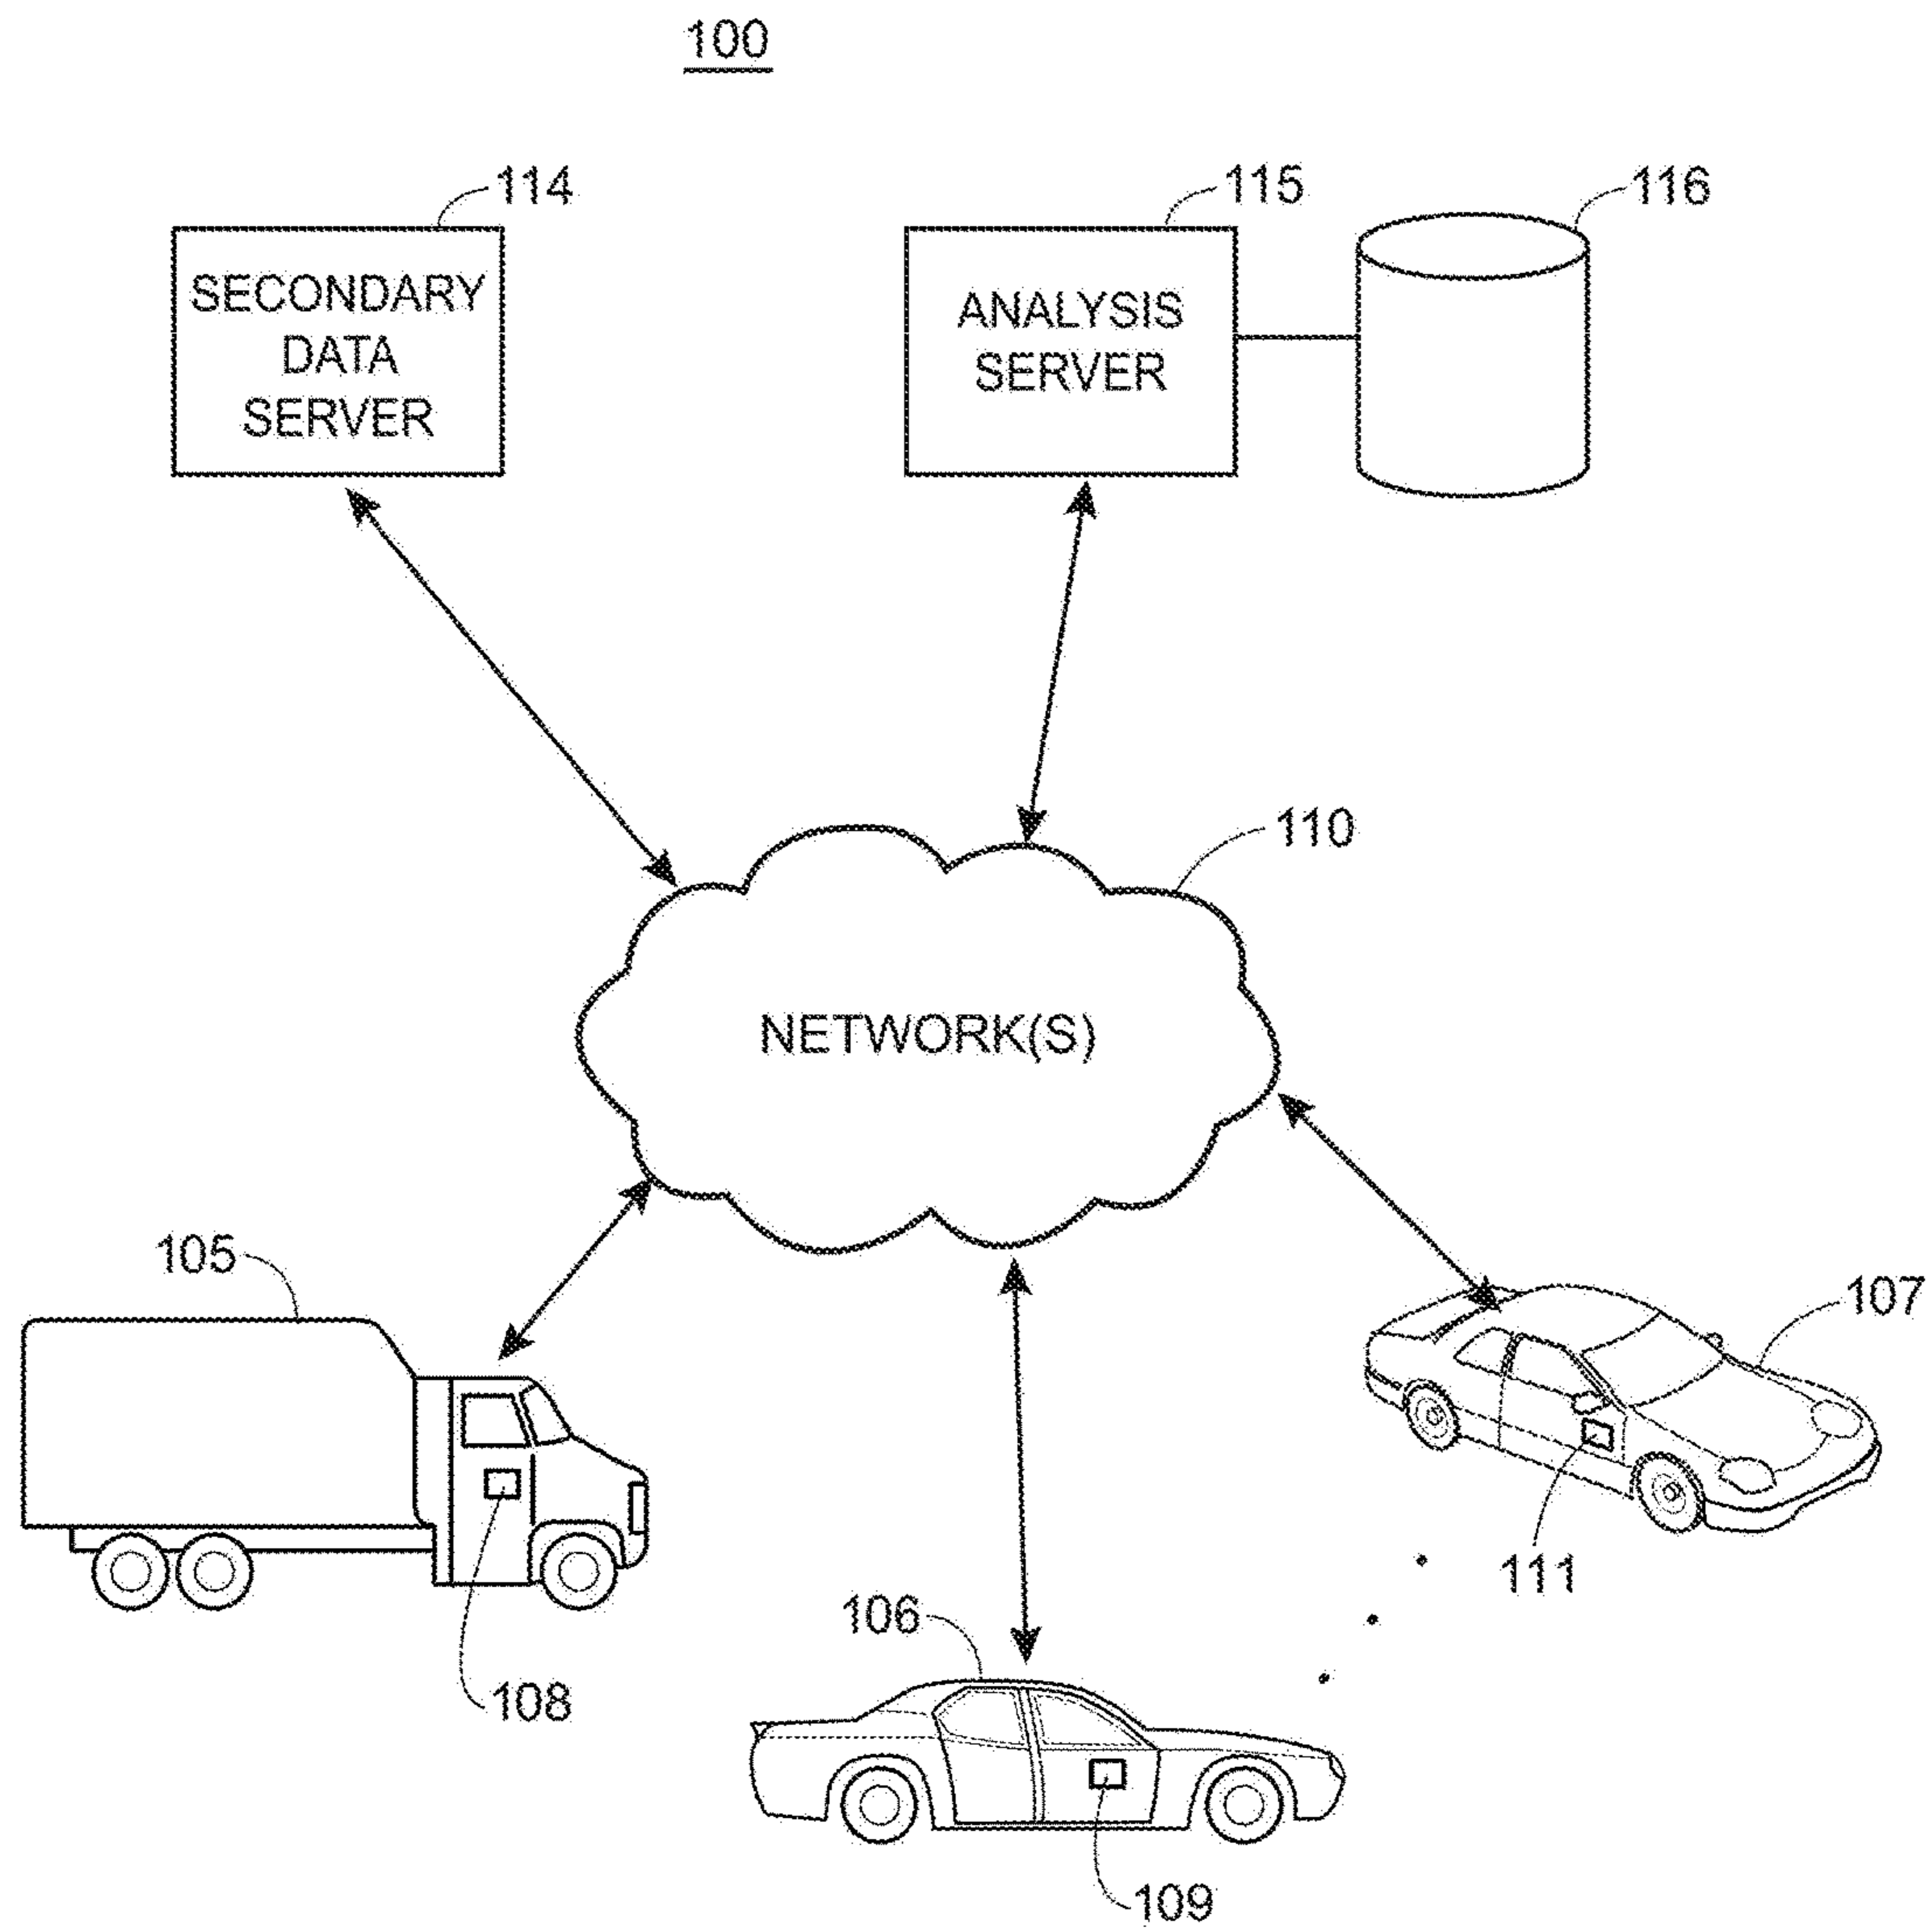 100
114
115
116
SECONDARY
DATA
SERVER
ANALYSIS
SERVER
110
NETWORK(S)
105
107
108
111
106
109